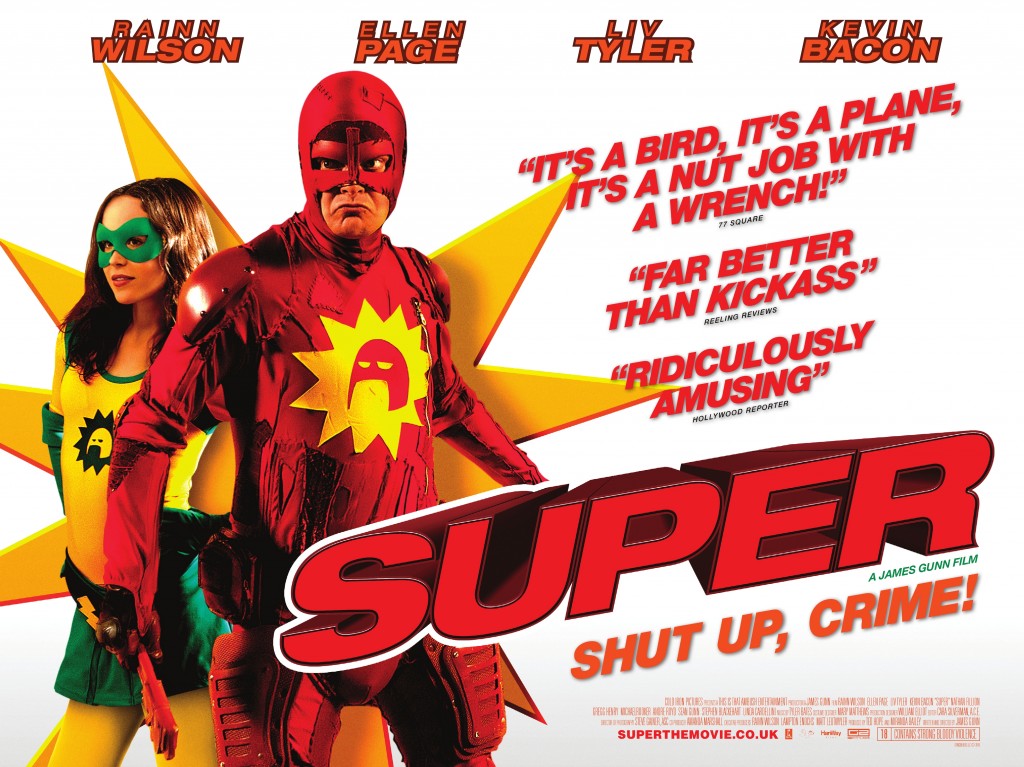 RAINN WILSON
ELLEN PAGE
LIV TYLER
KEVIN BACON
"IT'S A BIRD, IT'S A PLANE,
IT'S A NUT JOB WITH
A WRENCH!"
77 SQUARE
"FAR BETTER
THAN KICKASS"
REELING REVIEWS
"RIDICULOUSLY
AMUSING"
HOLLYWOOD REPORTER
SUPER
A JAMES GUNN FILM
SHUT UP, CRIME!
SUPERTHEMOVIE.CO.UK
18 CONTAINS STRONG BLOODY VIOLENCE